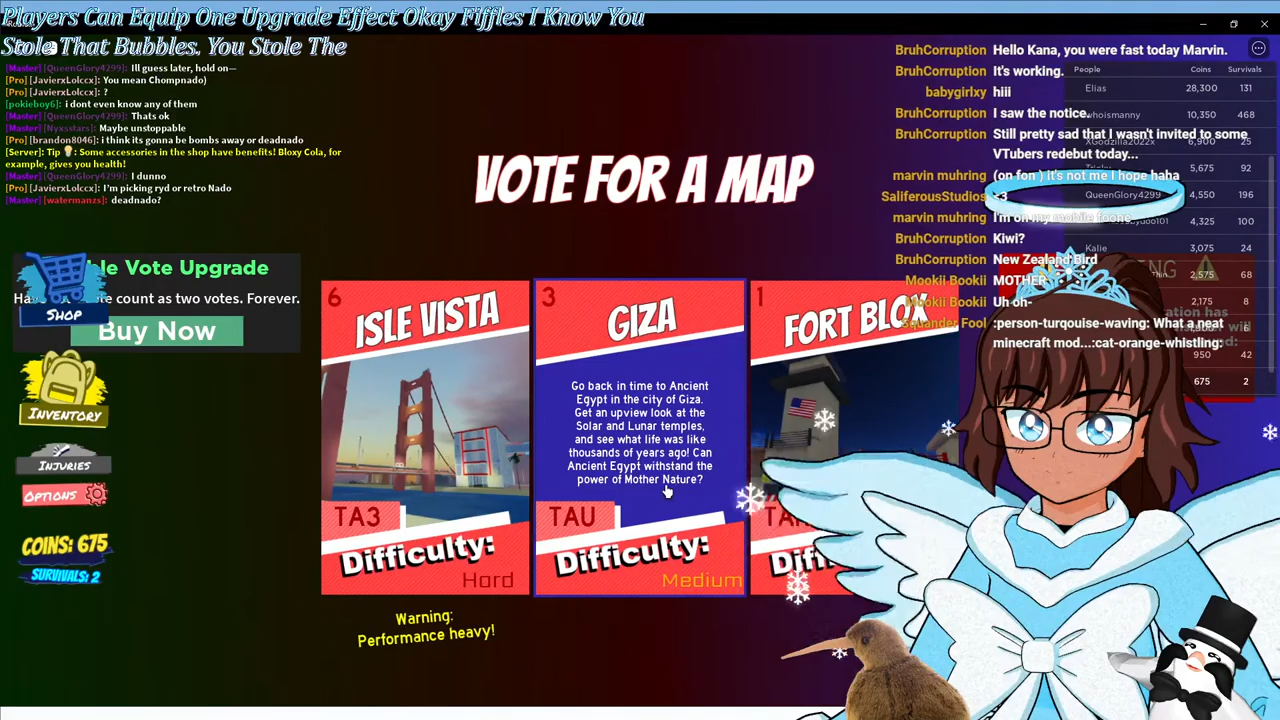 Players Can Equip One Upgrade Effect Okay Fiffles I Know You
Stole That Bubbles. You Stole The
[Master] [QueenGlory4299]: Ill guess later, hold on—
[Pro] [JavierxLolccx]: You mean Chompnado)
[Pro] [JavierxLolccx]: ?
[pokieboy6]: i dont even know any of them
[Master] [QueenGlory4299]: Thats ok
[Master] [Nyxsstars]: Maybe unstoppable
[Pro] [brandon8046]: i think its gonna be bombs away or deadnado
[Server]: Tip 💡: Some accessories in the shop have benefits! Bloxy Cola, for
example, gives you health!
[Master] [QueenGlory4299]: I dunno
[Pro] [JavierxLolccx]: I'm picking ryd or retro Nado
[Master] [watermanzs]: deadnado?
BruhCorruption Hello Kana, you were fast today Marvin.
BruhCorruption It's working.
babygirlxy hiii
BruhCorruption I saw the notice.
BruhCorruption Still pretty sad that I wasn't invited to some
VTubers redebut today...
marvin muhring (on fon ) it's not me I hope haha
SaliferousStudios <3
marvin muhring I'm on my mobile foone
BruhCorruption Kiwi?
BruhCorruption New Zealand Bird
Mookii Bookii MOTHER
Mookii Bookii Uh oh-
Squander Fool :person-turqouise-waving: What a neat
minecraft mod...:cat-orange-whistling:
People Coins Survivals
Elias 28,300 131
whoismanny 10,350 468
XGodzilla2022x 6,900 25
5,675 92
QueenGlory4299 4,550 196
4,325 100
Kalie 3,075 24
2,575 68
2,175 8
950 42
675 2
VOTE FOR A MAP
Vote Upgrade
count as two votes. Forever.
Buy Now
SHOP
INVENTORY
INJURIES
OPTIONS
COINS: 675
SURVIVALS: 2
6
ISLE VISTA
TA3
Difficulty:
Hard
Warning:
Performance heavy!
3
GIZA
Go back in time to Ancient
Egypt in the city of Giza.
Get an upview look at the
Solar and Lunar temples,
and see what life was like
thousands of years ago! Can
Ancient Egypt withstand the
power of Mother Nature?
TAU
Difficulty:
Medium
1
FORT BLOX